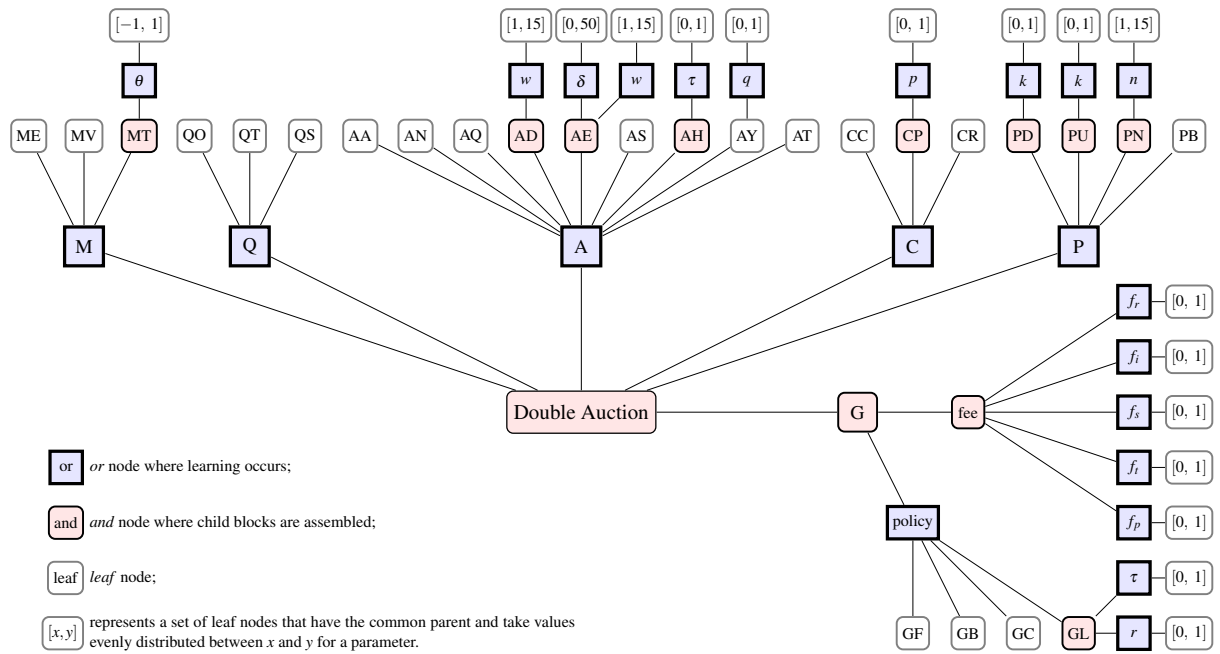 [−1, 1] [1,15] [0,50] [1,15] [0,1] [0,1] [0, 1] [0,1] [0,1] [1,15]
θ w δ w τ q p k k n
ME MV MT QO QT QS AA AN AQ AD AE AS AH AY AT CC CP CR PD PU PN PB
M Q A C P
f_r [0, 1]
f_i [0, 1]
Double Auction G fee f_s [0, 1]
or or node where learning occurs; f_t [0, 1]
and and node where child blocks are assembled; policy f_p [0, 1]
leaf leaf node; τ [0, 1]
[x,y] represents a set of leaf nodes that have the common parent and take values
evenly distributed between x and y for a parameter.
GF GB GC GL r [0, 1]